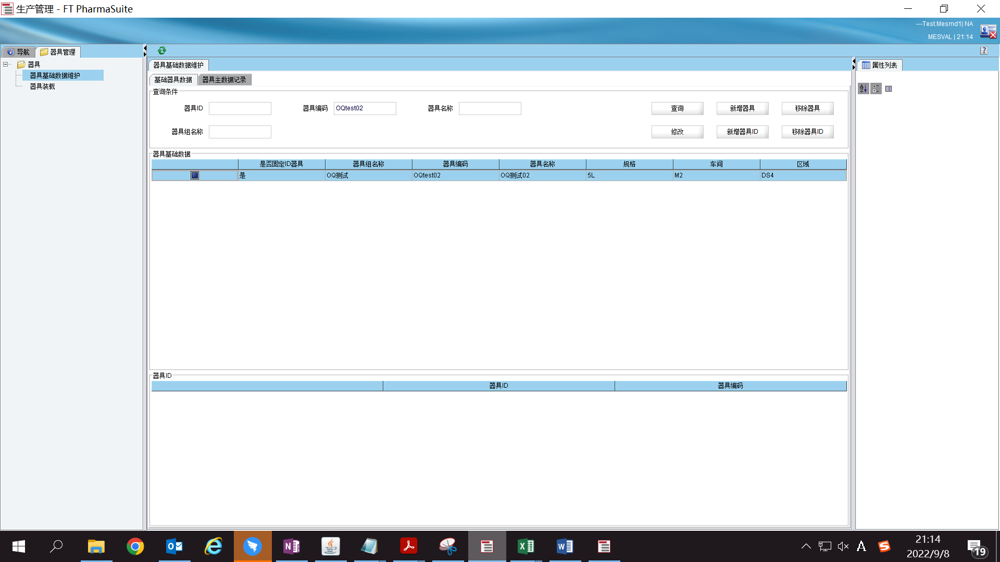 生产管理 - FT PharmaSuite
---Test.Mesmd1| NA
MESVAL | 21:14
导航
器具管理
器具
器具基础数据维护
器具装载
器具基础数据维护
基础器具数据 器具主数据记录
查询条件
器具ID
器具编码 OQtest02
器具名称
查询 新增器具 移除器具
器具组名称
修改 新增器具ID 移除器具ID
器具基础数据
是否固定ID器具 器具组名称 器具编码 器具名称 规格 车间 区域
是 OQ测试 OQtest02 OQ测试02 5L M2 DS4
器具ID
器具ID 器具编码
属性列表
21:14
2022/9/8
19